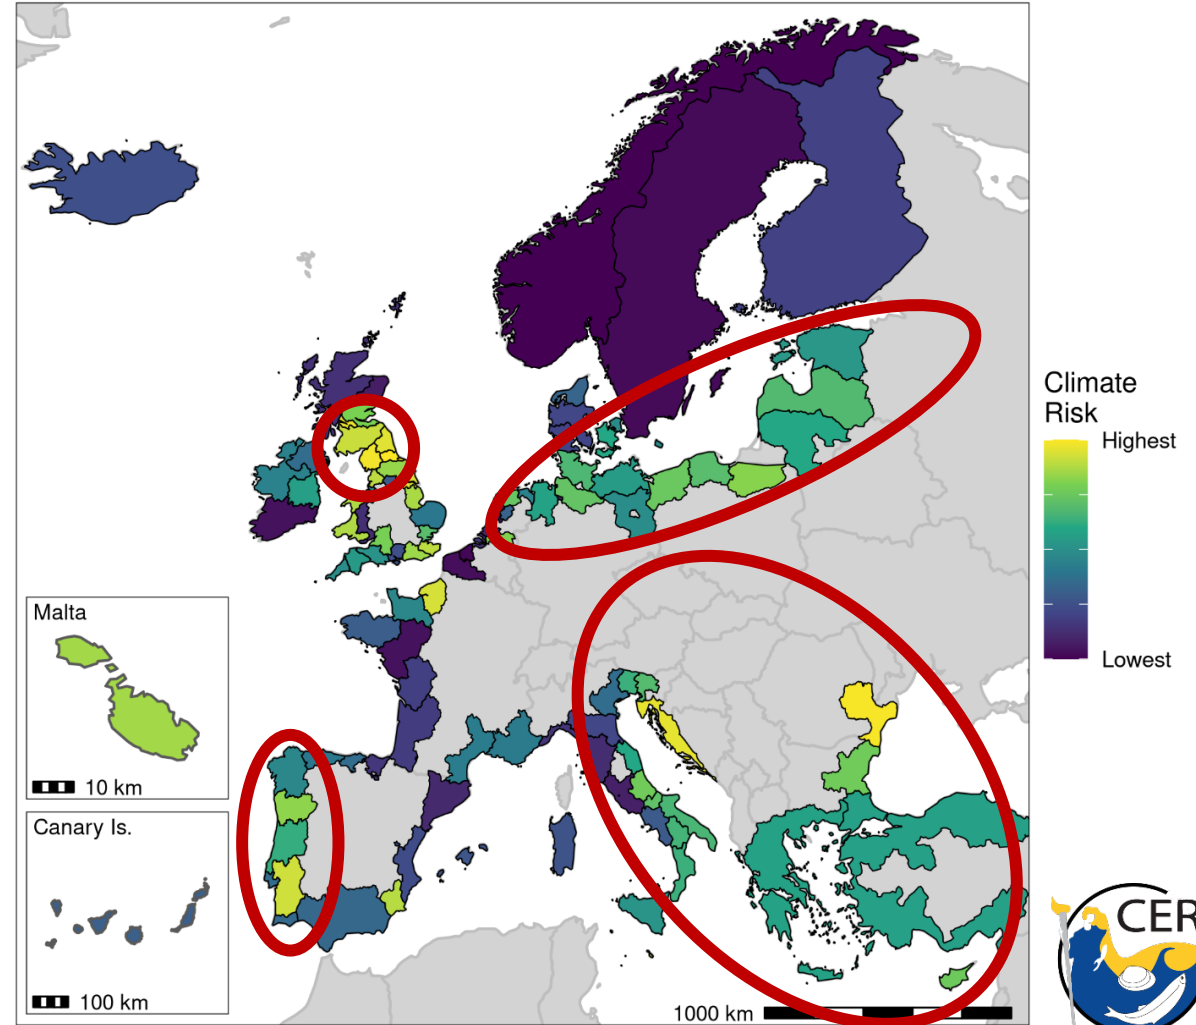 Climate
Risk
Highest
Lowest
Malta
10 km
Canary Is.
100 km
1000 km
CER